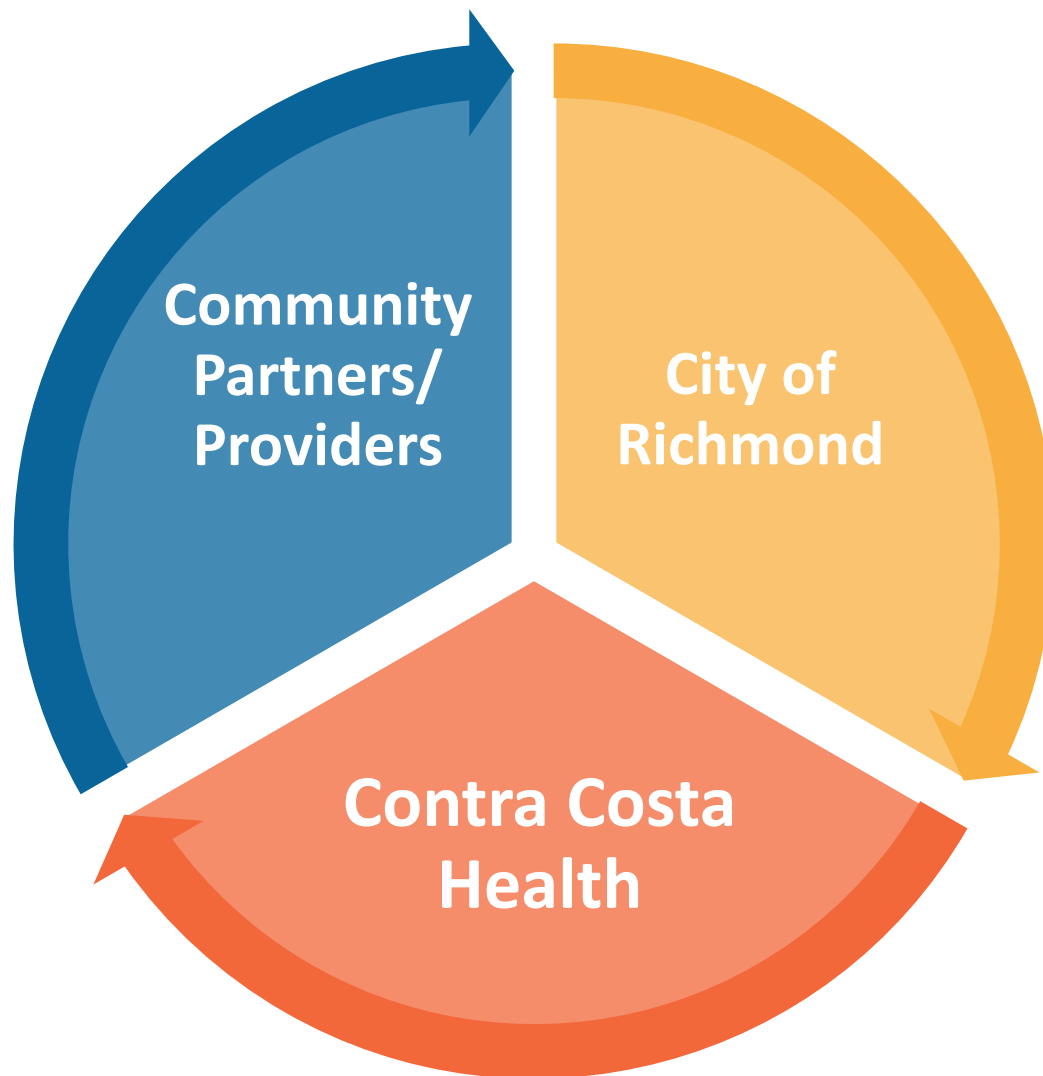 Community
Partners/
Providers
City of
Richmond
Contra Costa
Health